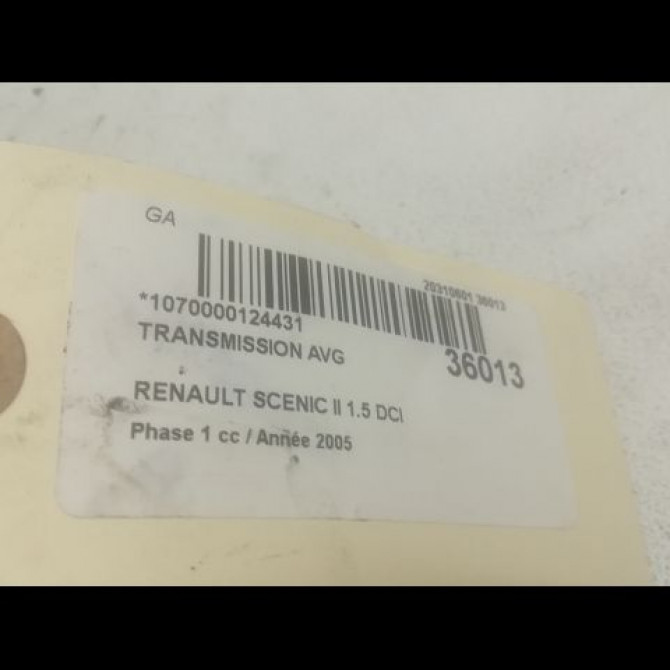 GA
20310601 36013
*1070000124431
TRANSMISSION AVG
36013
RENAULT SCENIC II 1.5 DCI
Phase 1 cc / Année 2005